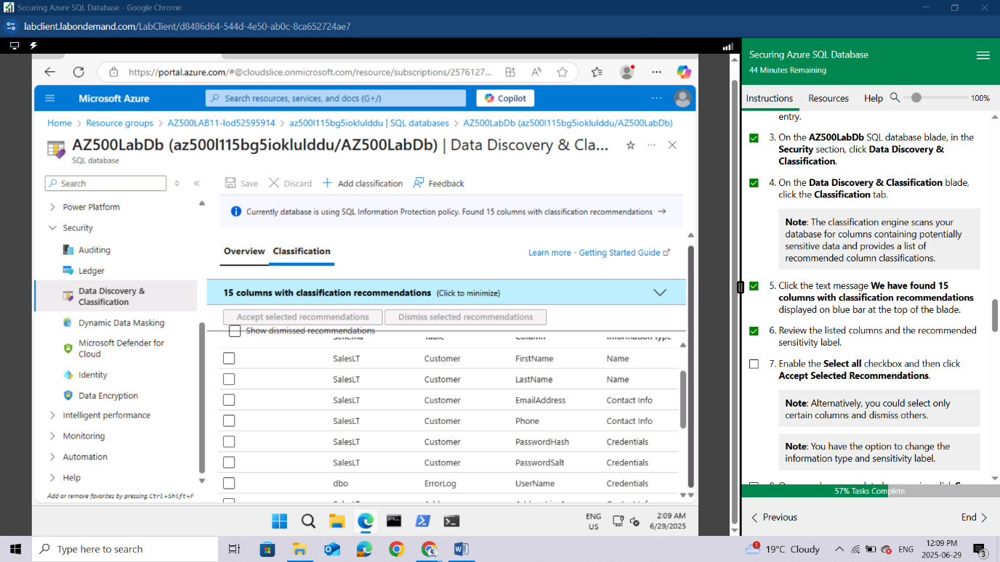 Securing Azure SQL Database - Google Chrome
labclient.labondemand.com/LabClient/d8486d64-544d-4e50-ab0c-8ca652724ae7
https://portal.azure.com/#@cloudslice.onmicrosoft.com/resource/subscriptions/2576127...
Microsoft Azure
Search resources, services, and docs (G+/)
Copilot
Home > Resource groups > AZ500LAB11-lod52595914 > az500l115bg5ioklulddu | SQL databases > AZ500LabDb (az500l115bg5ioklulddu/AZ500LabDb)
AZ500LabDb (az500l115bg5ioklulddu/AZ500LabDb) | Data Discovery & Cla...
SQL database
Search
Power Platform
Security
Auditing
Ledger
Data Discovery &
Classification
Dynamic Data Masking
Microsoft Defender for
Cloud
Identity
Data Encryption
Intelligent performance
Monitoring
Automation
Help
Add or remove favorites by pressing Ctrl+Shift+F
Save Discard Add classification Feedback
Currently database is using SQL Information Protection policy. Found 15 columns with classification recommendations
Overview Classification
Learn more - Getting Started Guide
15 columns with classification recommendations (Click to minimize)
Accept selected recommendations Dismiss selected recommendations
Show dismissed recommendations
Schema Table Column Information type
SalesLT Customer FirstName Name
SalesLT Customer LastName Name
SalesLT Customer EmailAddress Contact Info
SalesLT Customer Phone Contact Info
SalesLT Customer PasswordHash Credentials
SalesLT Customer PasswordSalt Credentials
dbo ErrorLog UserName Credentials
ENG
US
2:09 AM
6/29/2025
Securing Azure SQL Database
44 Minutes Remaining
Instructions Resources Help 100%
entry.
3. On the AZ500LabDb SQL database blade, in the
Security section, click Data Discovery &
Classification.
4. On the Data Discovery & Classification blade,
click the Classification tab.
Note: The classification engine scans your
database for columns containing potentially
sensitive data and provides a list of
recommended column classifications.
5. Click the text message We have found 15
columns with classification recommendations
displayed on blue bar at the top of the blade.
6. Review the listed columns and the recommended
sensitivity label.
7. Enable the Select all checkbox and then click
Accept Selected Recommendations.
Note: Alternatively, you could select only
certain columns and dismiss others.
Note: You have the option to change the
information type and sensitivity label.
57% Tasks Complete
Previous End
Type here to search
1
19°C Cloudy
ENG
12:09 PM
2025-06-29
3